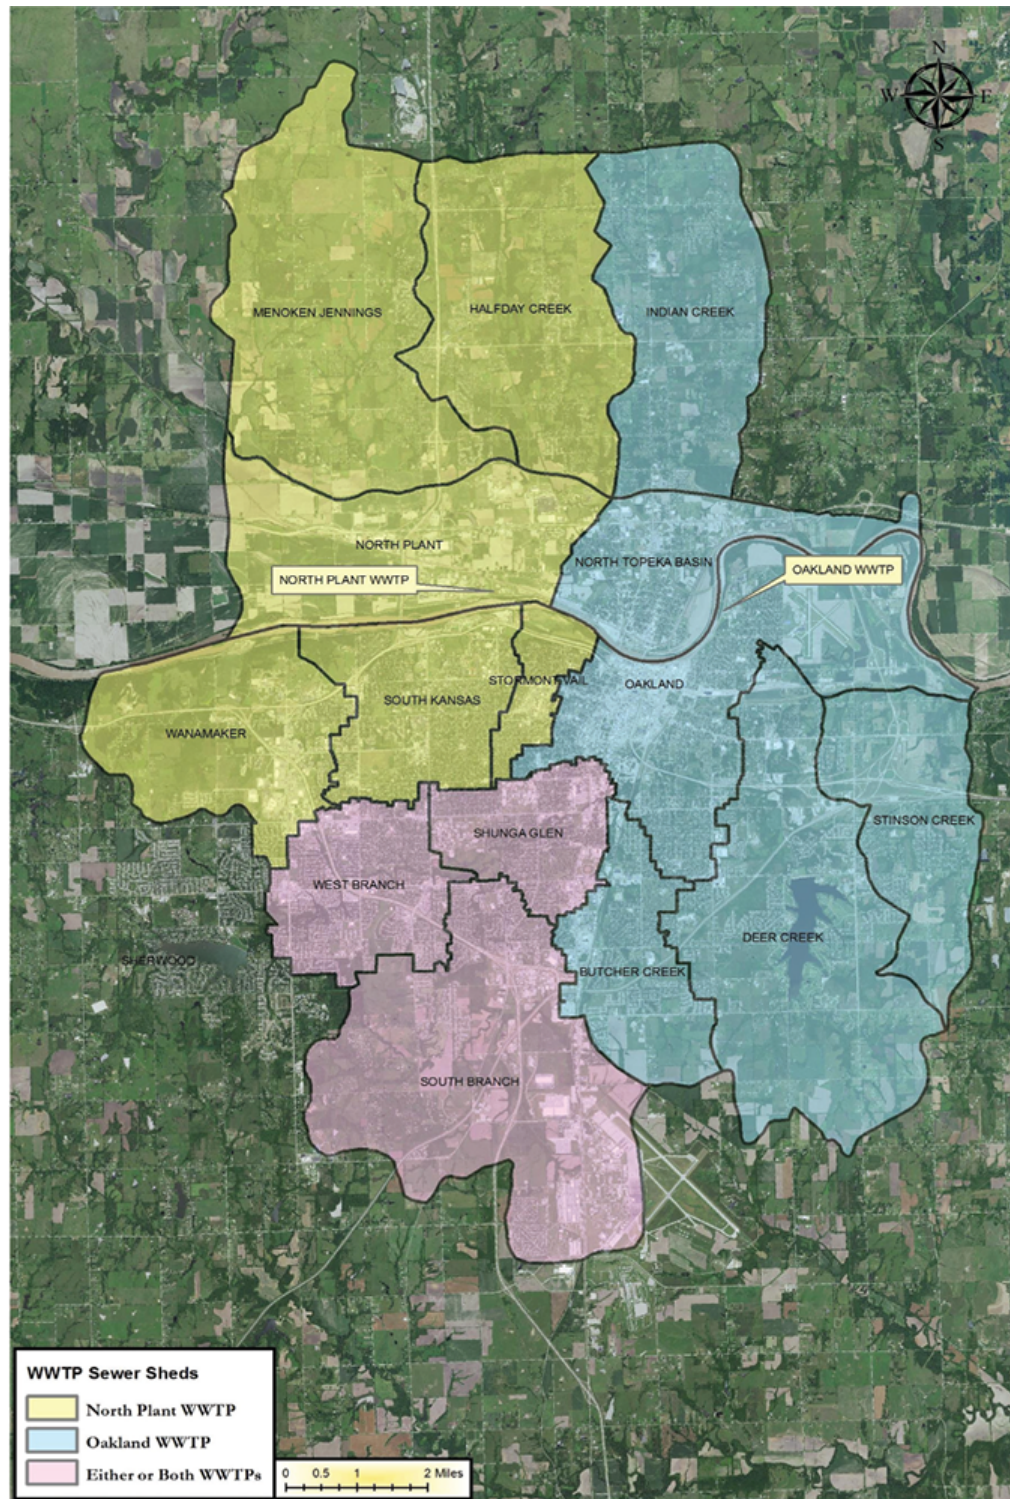 N
W E
S
MENOKEN JENNINGS
HALFDAY CREEK
INDIAN CREEK
NORTH PLANT
NORTH TOPEKA BASIN
NORTH PLANT WWTP
OAKLAND WWTP
STORMONT VAIL
OAKLAND
SOUTH KANSAS
WANAMAKER
SHUNGA GLEN
STINSON CREEK
WEST BRANCH
DEER CREEK
SHERWOOD
BUTCHER CREEK
SOUTH BRANCH
WWTP Sewer Sheds
North Plant WWTP
Oakland WWTP
Either or Both WWTPs
0 0.5 1 2 Miles